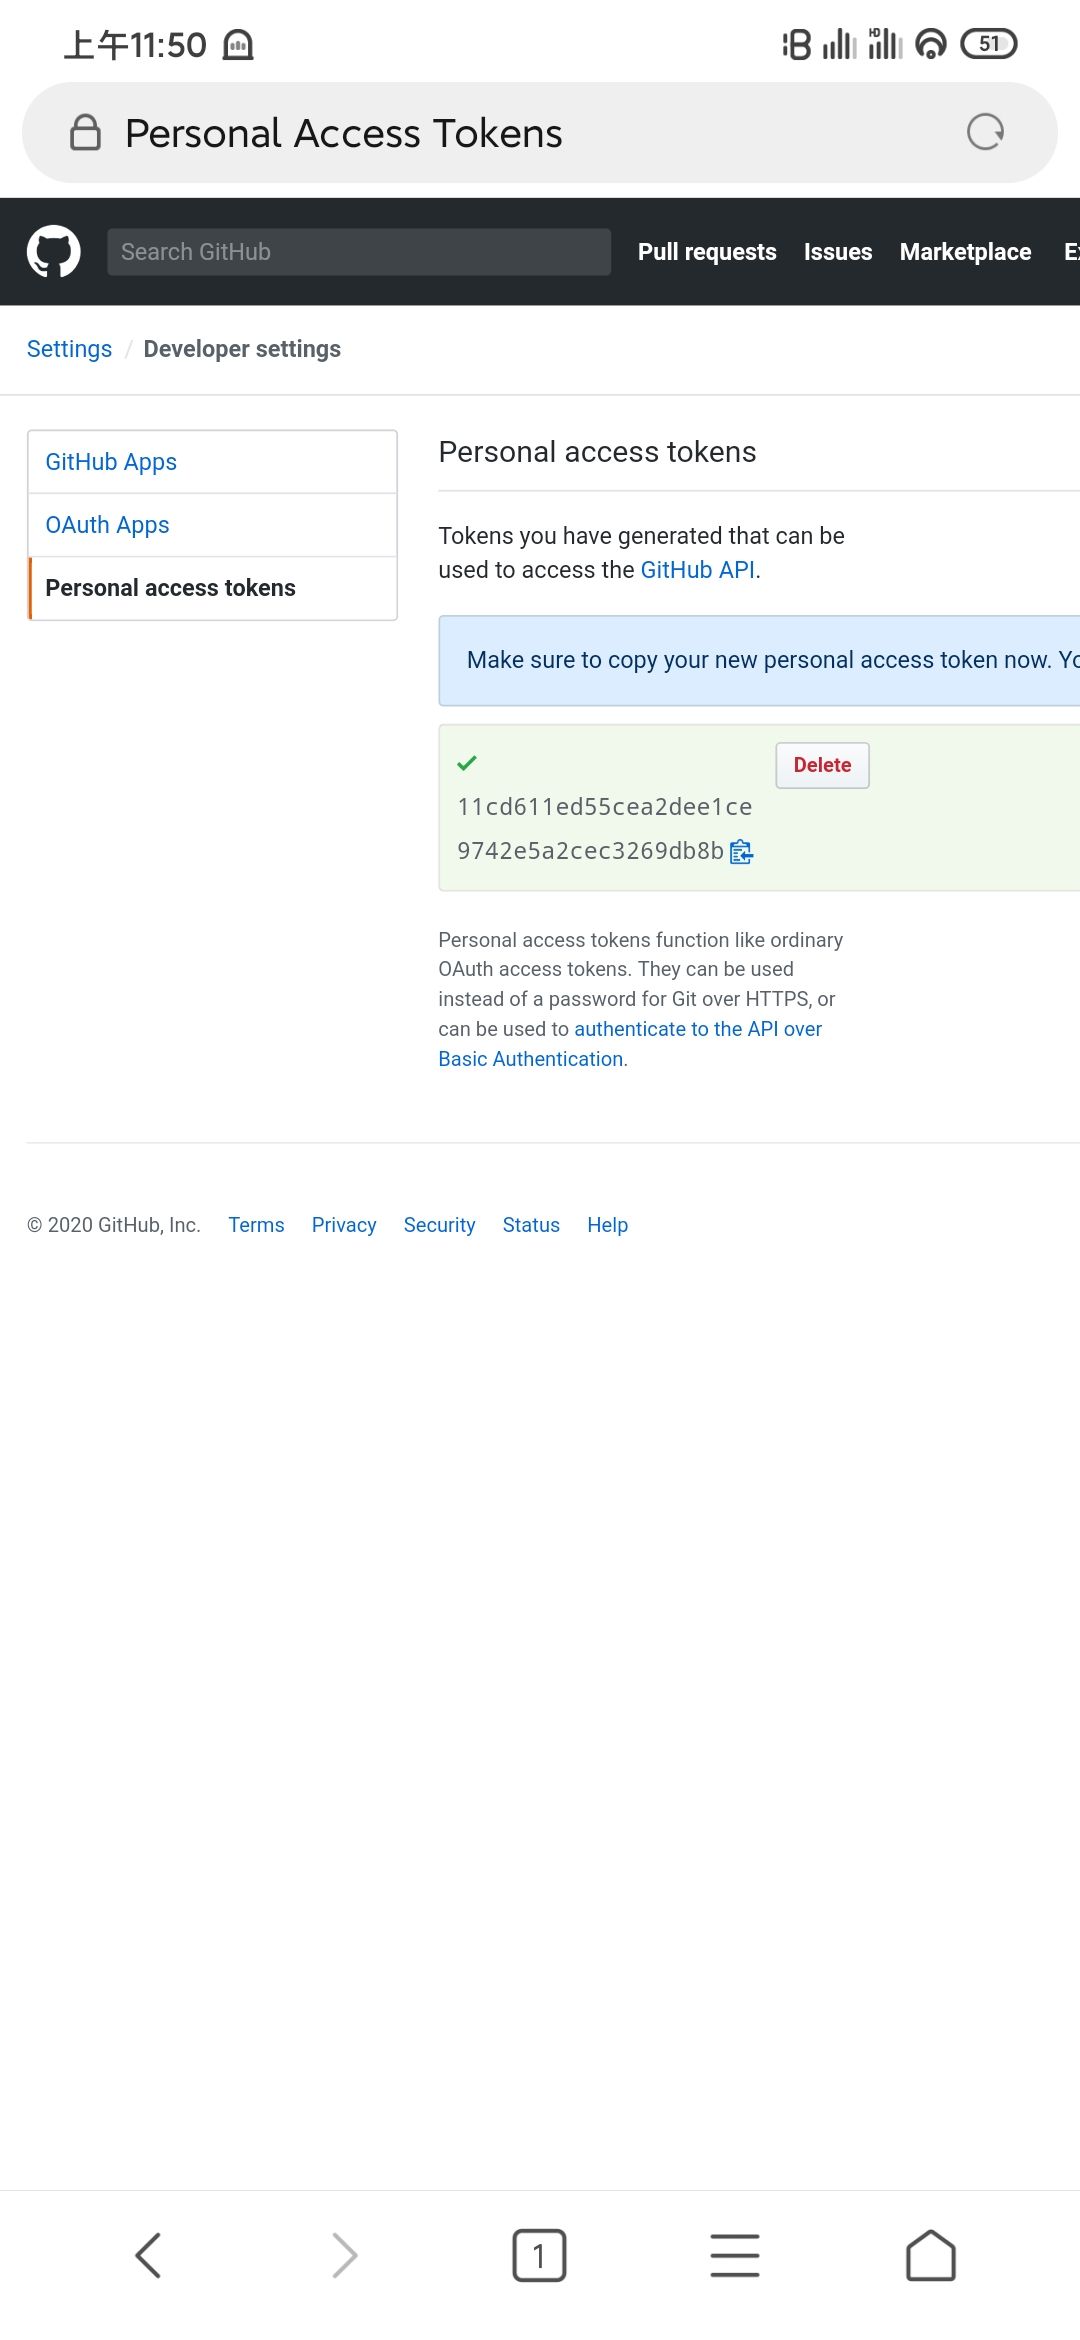 上午11:50
51
Personal Access Tokens
Search GitHub
Pull requests Issues Marketplace
Settings / Developer settings
GitHub Apps
OAuth Apps
Personal access tokens
Personal access tokens
Tokens you have generated that can be
used to access the GitHub API.
Make sure to copy your new personal access token now.
Delete
11cd611ed55cea2dee1ce
9742e5a2cec3269db8b
Personal access tokens function like ordinary
OAuth access tokens. They can be used
instead of a password for Git over HTTPS, or
can be used to authenticate to the API over
Basic Authentication.
© 2020 GitHub, Inc. Terms Privacy Security Status Help
1